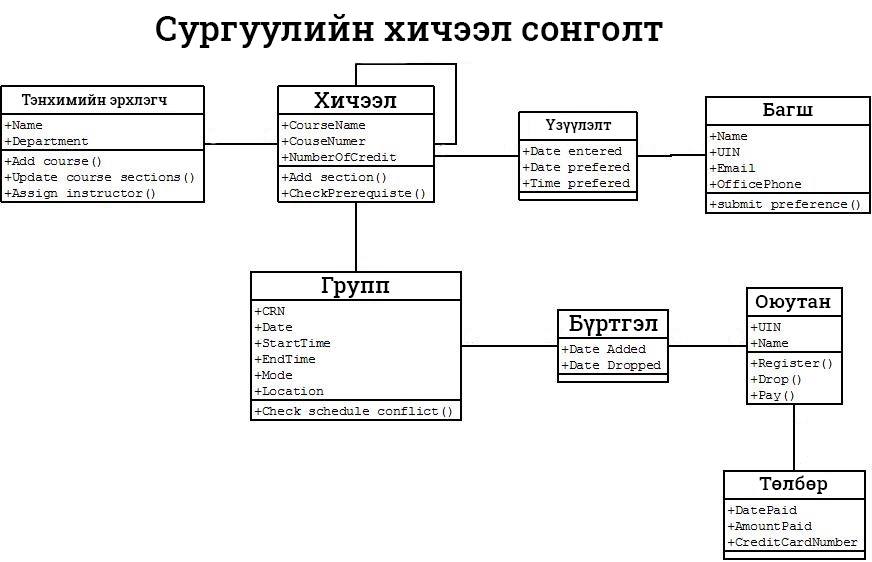 Сургуулийн хичээл сонголт
Тэнхимийн эрхлэгч
+Name
+Department
+Add course()
+Update course sections()
+Assign instructor()
Хичээл
+CourseName
+CouseNumer
+NumberOfCredit
+Add section()
+CheckPrerequiste()
Үзүүлэлт
+Date entered
+Date prefered
+Time prefered
Багш
+Name
+UIN
+Email
+OfficePhone
+submit preference()
Групп
+CRN
+Date
+StartTime
+EndTime
+Mode
+Location
+Check schedule conflict()
Бүртгэл
+Date Added
+Date Dropped
Оюутан
+UIN
+Name
+Register()
+Drop()
+Pay()
Төлбөр
+DatePaid
+AmountPaid
+CreditCardNumber